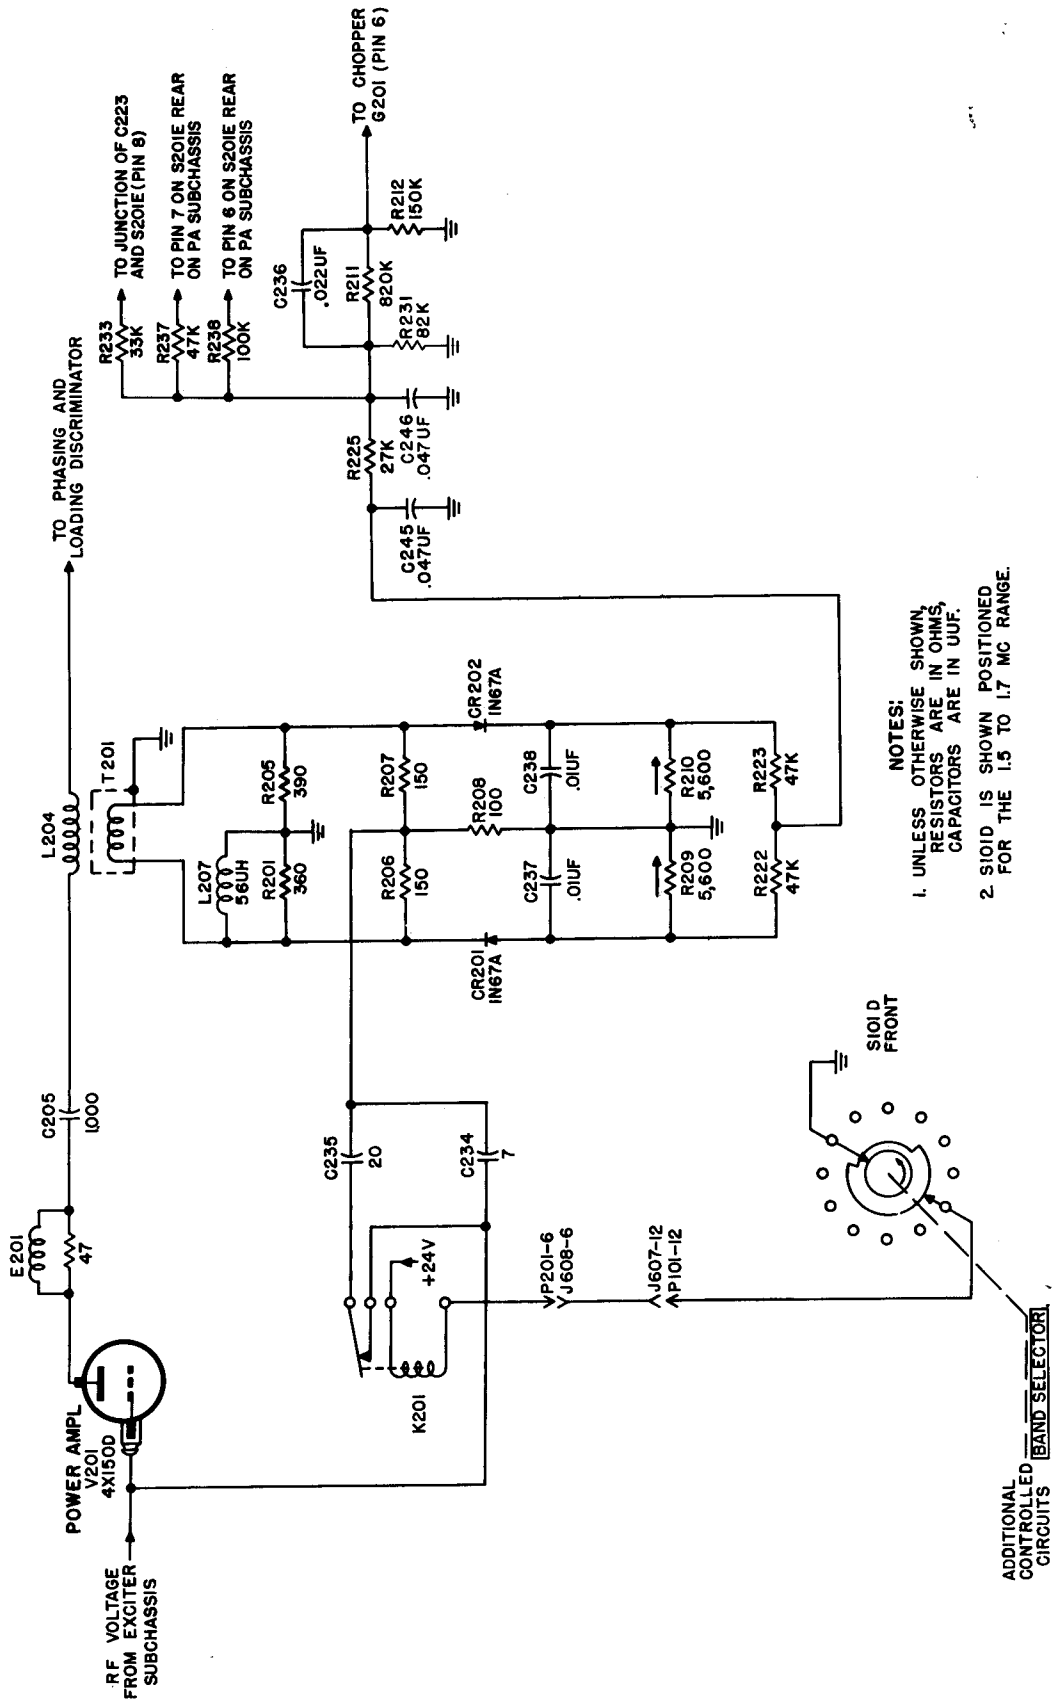 RF VOLTAGE
FROM EXCITER
SUBCHASSIS
POWER AMPL
V201
4X150D
E201
47
C205
1,000
L204
TO PHASING AND
LOADING DISCRIMINATOR
T201
L207
56UH
R201
360
R205
390
R206
150
R207
150
R208
100
CR201
IN67A
CR202
IN67A
C237
.01UF
C238
.01UF
R209
5,600
R210
5,600
R222
47K
R223
47K
C235
20
C234
7
+24V
K201
P201-6
J608-6
J607-12
P101-12
S101 D
FRONT
ADDITIONAL
CONTROLLED
CIRCUITS
BAND SELECTOR
R233
33K
TO JUNCTION OF C223
AND S201E (PIN 8)
R237
47K
TO PIN 7 ON S201E REAR
ON PA SUBCHASSIS
R238
100K
TO PIN 6 ON S201E REAR
ON PA SUBCHASSIS
C236
.022UF
R211
820K
R212
150K
TO CHOPPER
G201 (PIN 6)
R231
82K
R225
27K
C246
.047UF
C245
.047UF
NOTES:
1. UNLESS OTHERWISE SHOWN,
RESISTORS ARE IN OHMS,
CAPACITORS ARE IN UUF.
2. S101D IS SHOWN POSITIONED
FOR THE 1.5 TO 1.7 MC RANGE.